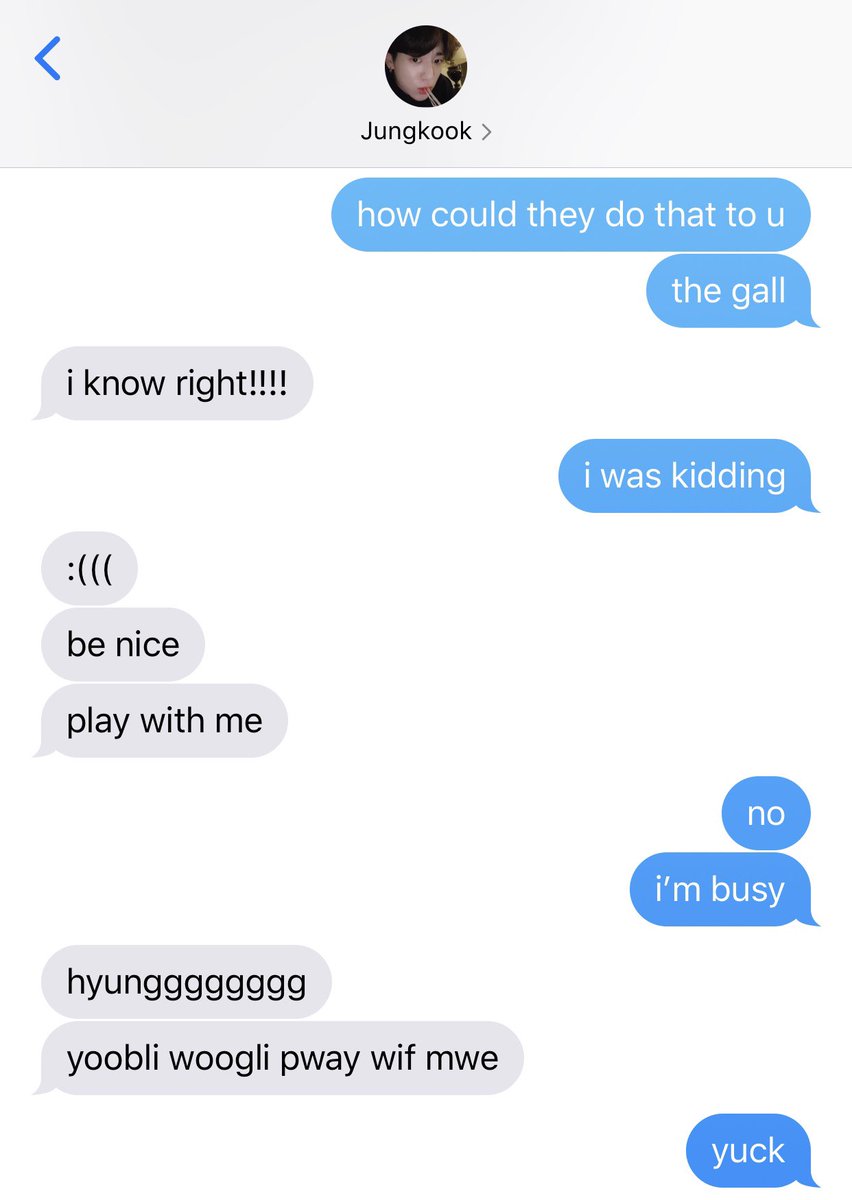 Jungkook
how could they do that to u
the gall
i know right!!!!
i was kidding
:(((
be nice
play with me
no
i’m busy
hyungggggggg
yoobli woogli pway wif mwe
yuck